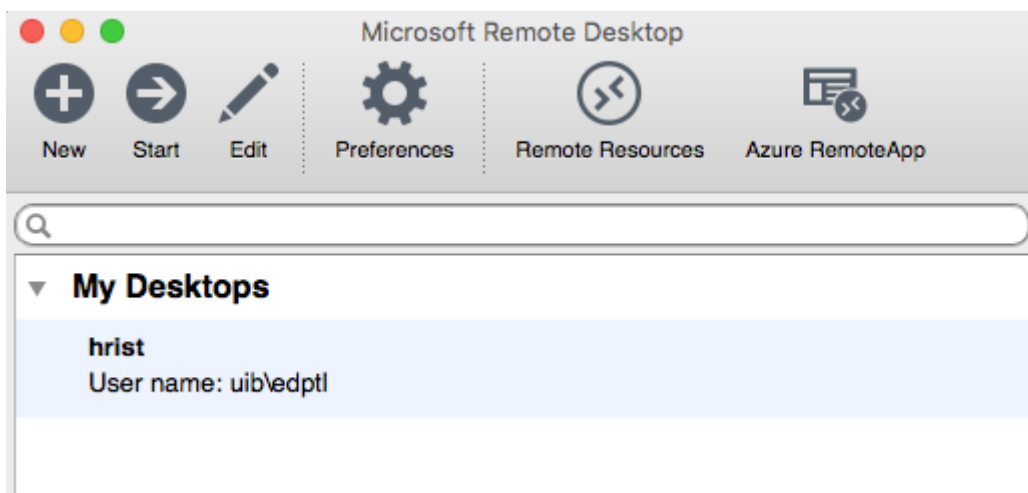 Microsoft Remote Desktop
New Start Edit Preferences Remote Resources Azure RemoteApp
My Desktops
hrist
User name: uib\edptl